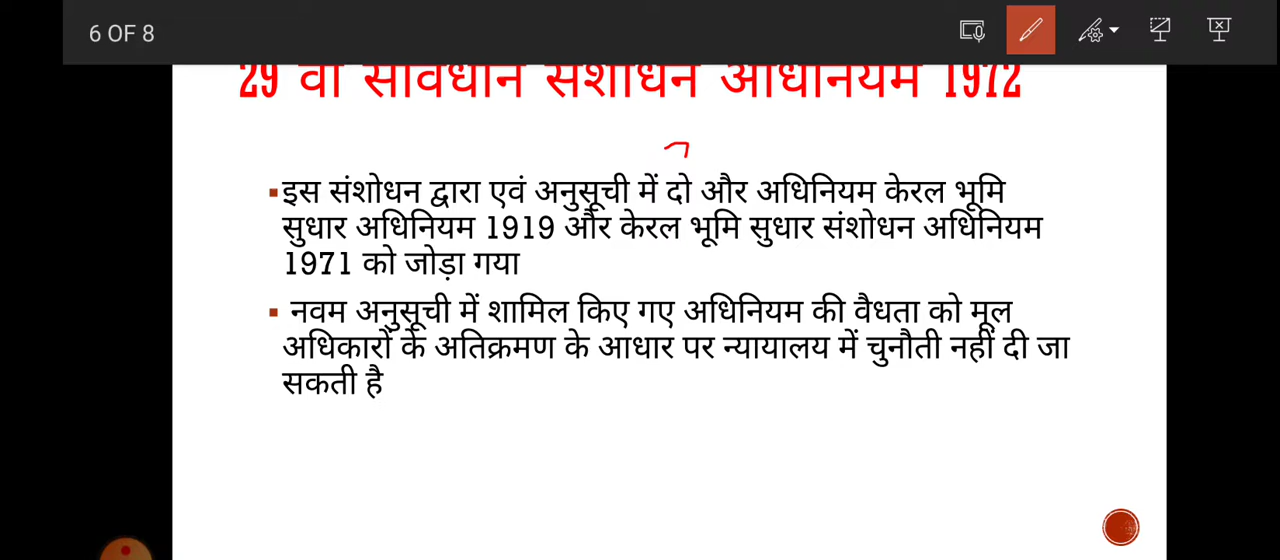 6 OF 8
29 वां संविधान संशोधन अधिनियम 1972
▪इस संशोधन द्वारा एवं अनुसूची में दो और अधिनियम केरल भूमि
सुधार अधिनियम 1919 और केरल भूमि सुधार संशोधन अधिनियम
1971 को जोड़ा गया
▪ नवम अनुसूची में शामिल किए गए अधिनियम की वैधता को मूल
अधिकारों के अतिक्रमण के आधार पर न्यायालय में चुनौती नहीं दी जा
सकती है